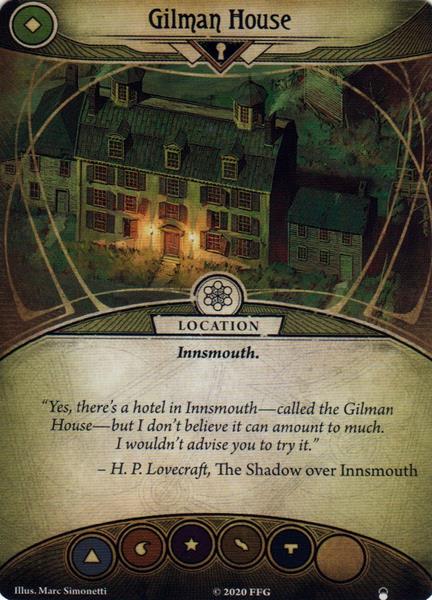 Gilman House
LOCATION
Innsmouth.
“Yes, there’s a hotel in Innsmouth—called the Gilman
House—but I don’t believe it can amount to much.
I wouldn’t advise you to try it.”
– H. P. Lovecraft, The Shadow over Innsmouth
Illus. Marc Simonetti
© 2020 FFG